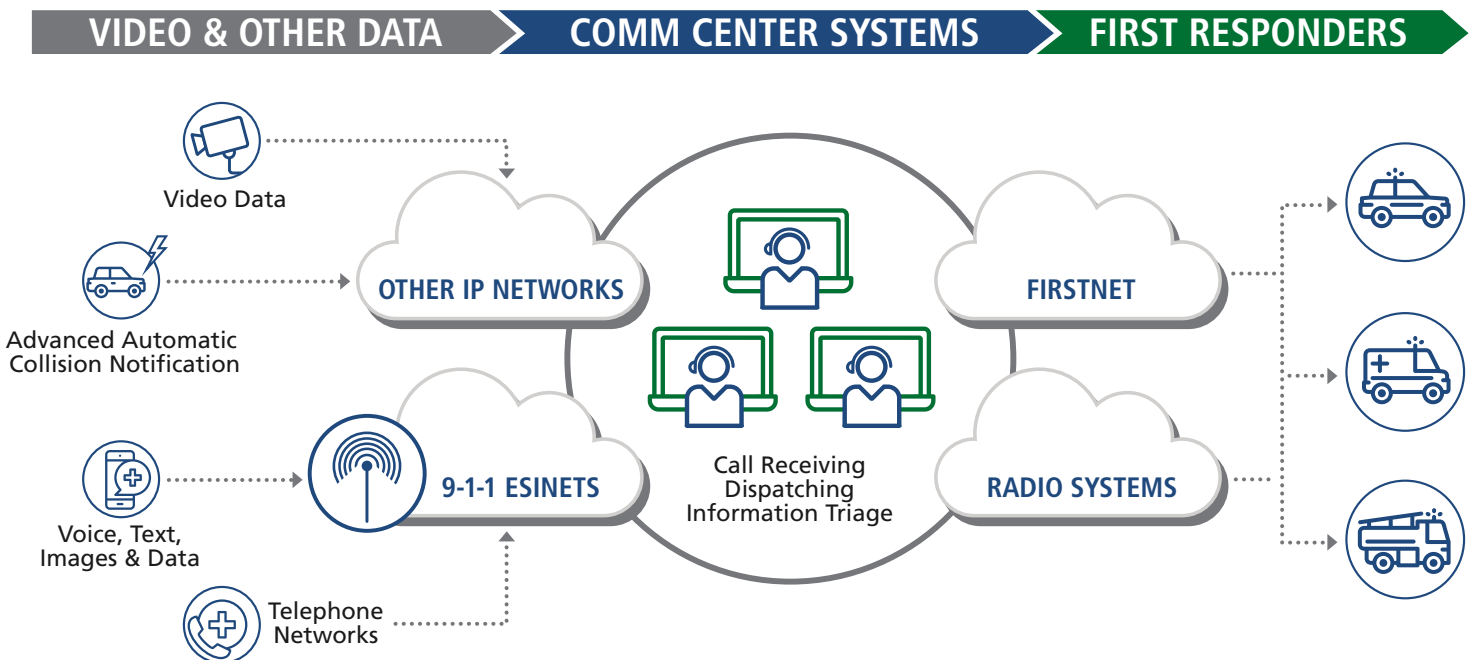 VIDEO & OTHER DATA
COMM CENTER SYSTEMS
FIRST RESPONDERS
Video Data
OTHER IP NETWORKS
FIRSTNET
Advanced Automatic
Collision Notification
9-1-1 ESINETS
Call Receiving
Dispatching
Information Triage
RADIO SYSTEMS
Voice, Text,
Images & Data
Telephone
Networks